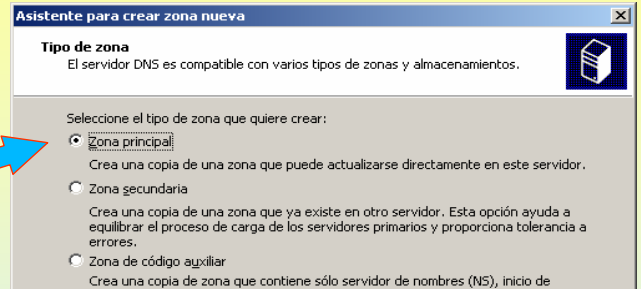 Asistente para crear zona nueva
Tipo de zona
El servidor DNS es compatible con varios tipos de zonas y almacenamientos.
Seleccione el tipo de zona que quiere crear:
Zona principal
Crea una copia de una zona que puede actualizarse directamente en este servidor.
Zona secundaria
Crea una copia de una zona que ya existe en otro servidor. Esta opción ayuda a
equilibrar el proceso de carga de los servidores primarios y proporciona tolerancia a
errores.
Zona de código auxiliar
Crea una copia de zona que contiene sólo servidor de nombres (NS), inicio de